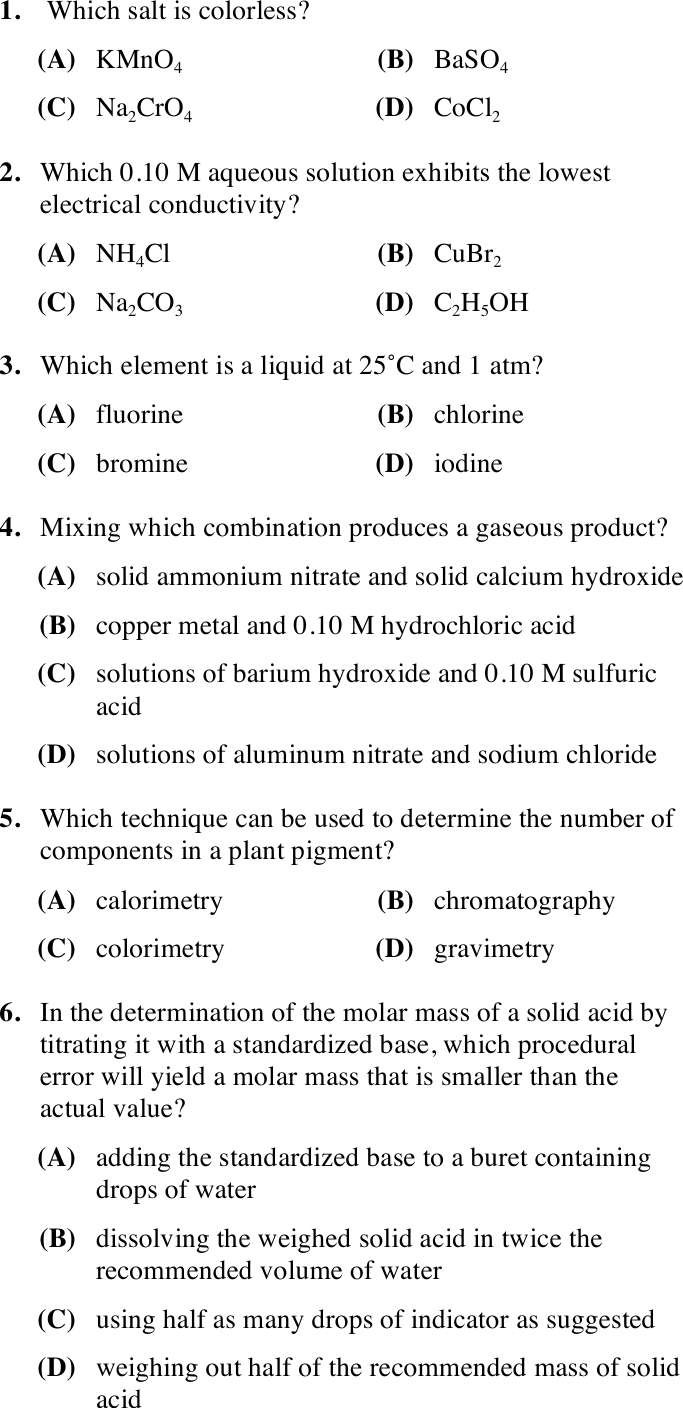 1. Which salt is colorless?
(A) KMnO₄ (B) BaSO₄
(C) Na₂CrO₄ (D) CoCl₂
2. Which 0.10 M aqueous solution exhibits the lowest
electrical conductivity?
(A) NH₄Cl (B) CuBr₂
(C) Na₂CO₃ (D) C₂H₅OH
3. Which element is a liquid at 25˚C and 1 atm?
(A) fluorine (B) chlorine
(C) bromine (D) iodine
4. Mixing which combination produces a gaseous product?
(A) solid ammonium nitrate and solid calcium hydroxide
(B) copper metal and 0.10 M hydrochloric acid
(C) solutions of barium hydroxide and 0.10 M sulfuric
acid
(D) solutions of aluminum nitrate and sodium chloride
5. Which technique can be used to determine the number of
components in a plant pigment?
(A) calorimetry (B) chromatography
(C) colorimetry (D) gravimetry
6. In the determination of the molar mass of a solid acid by
titrating it with a standardized base, which procedural
error will yield a molar mass that is smaller than the
actual value?
(A) adding the standardized base to a buret containing
drops of water
(B) dissolving the weighed solid acid in twice the
recommended volume of water
(C) using half as many drops of indicator as suggested
(D) weighing out half of the recommended mass of solid
acid